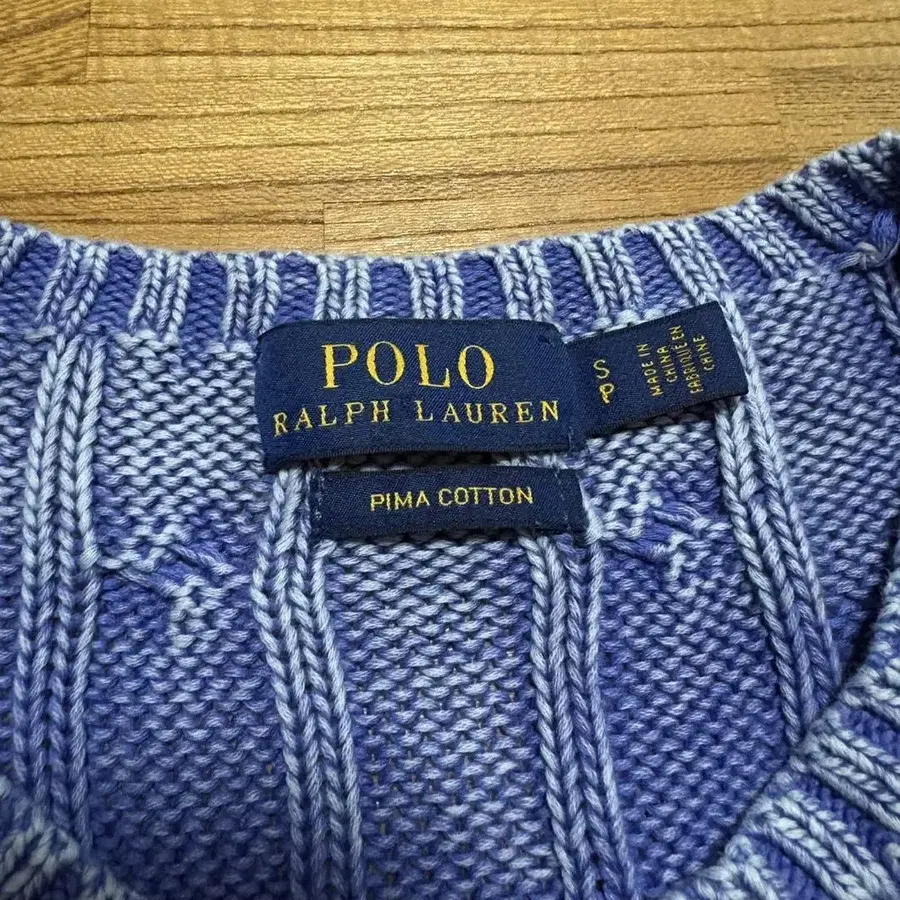 POLO
RALPH LAUREN
S
P
MADE IN
CHINA
FABRIQUÉ EN
CHINE
PIMA COTTON